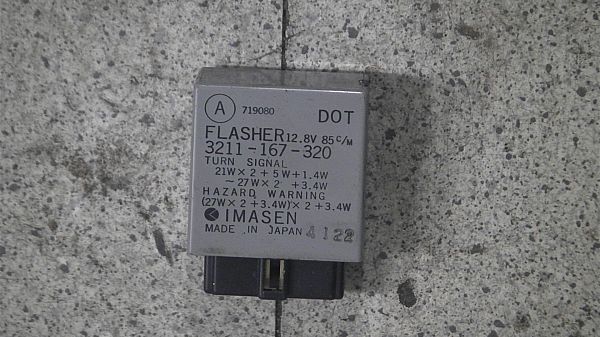 A 719080 DOT
FLASHER 12.8V 85 C/M
3211-167-320
TURN SIGNAL
21W×2+5W+1.4W
~27W×2 +3.4W
HAZARD WARNING
(27W×2+3.4W)×2+3.4W
IMASEN
MADE IN JAPAN 4122